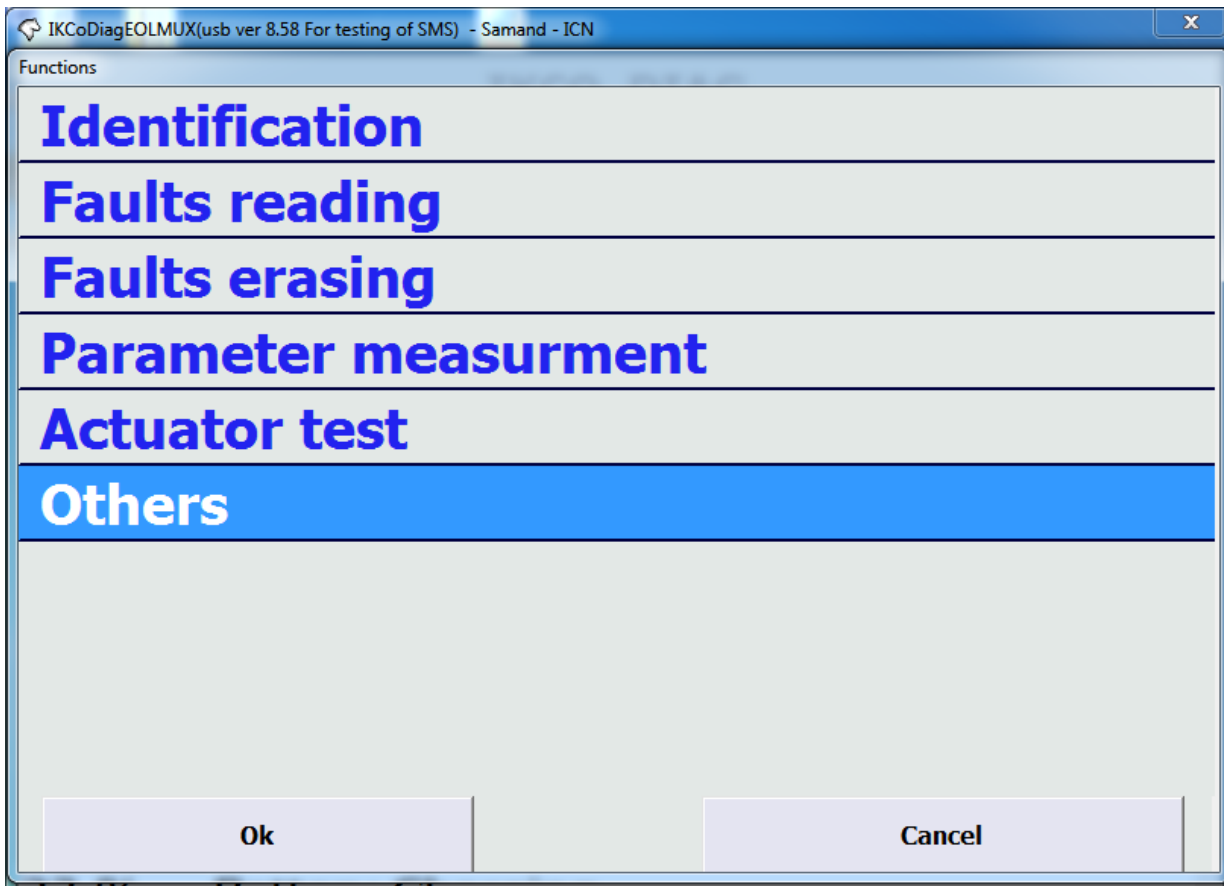 IKCoDiagEOLMUX(usb ver 8.58 For testing of SMS) - Samand - ICN
Functions
Identification
Faults reading
Faults erasing
Parameter measurment
Actuator test
Others
Ok Cancel